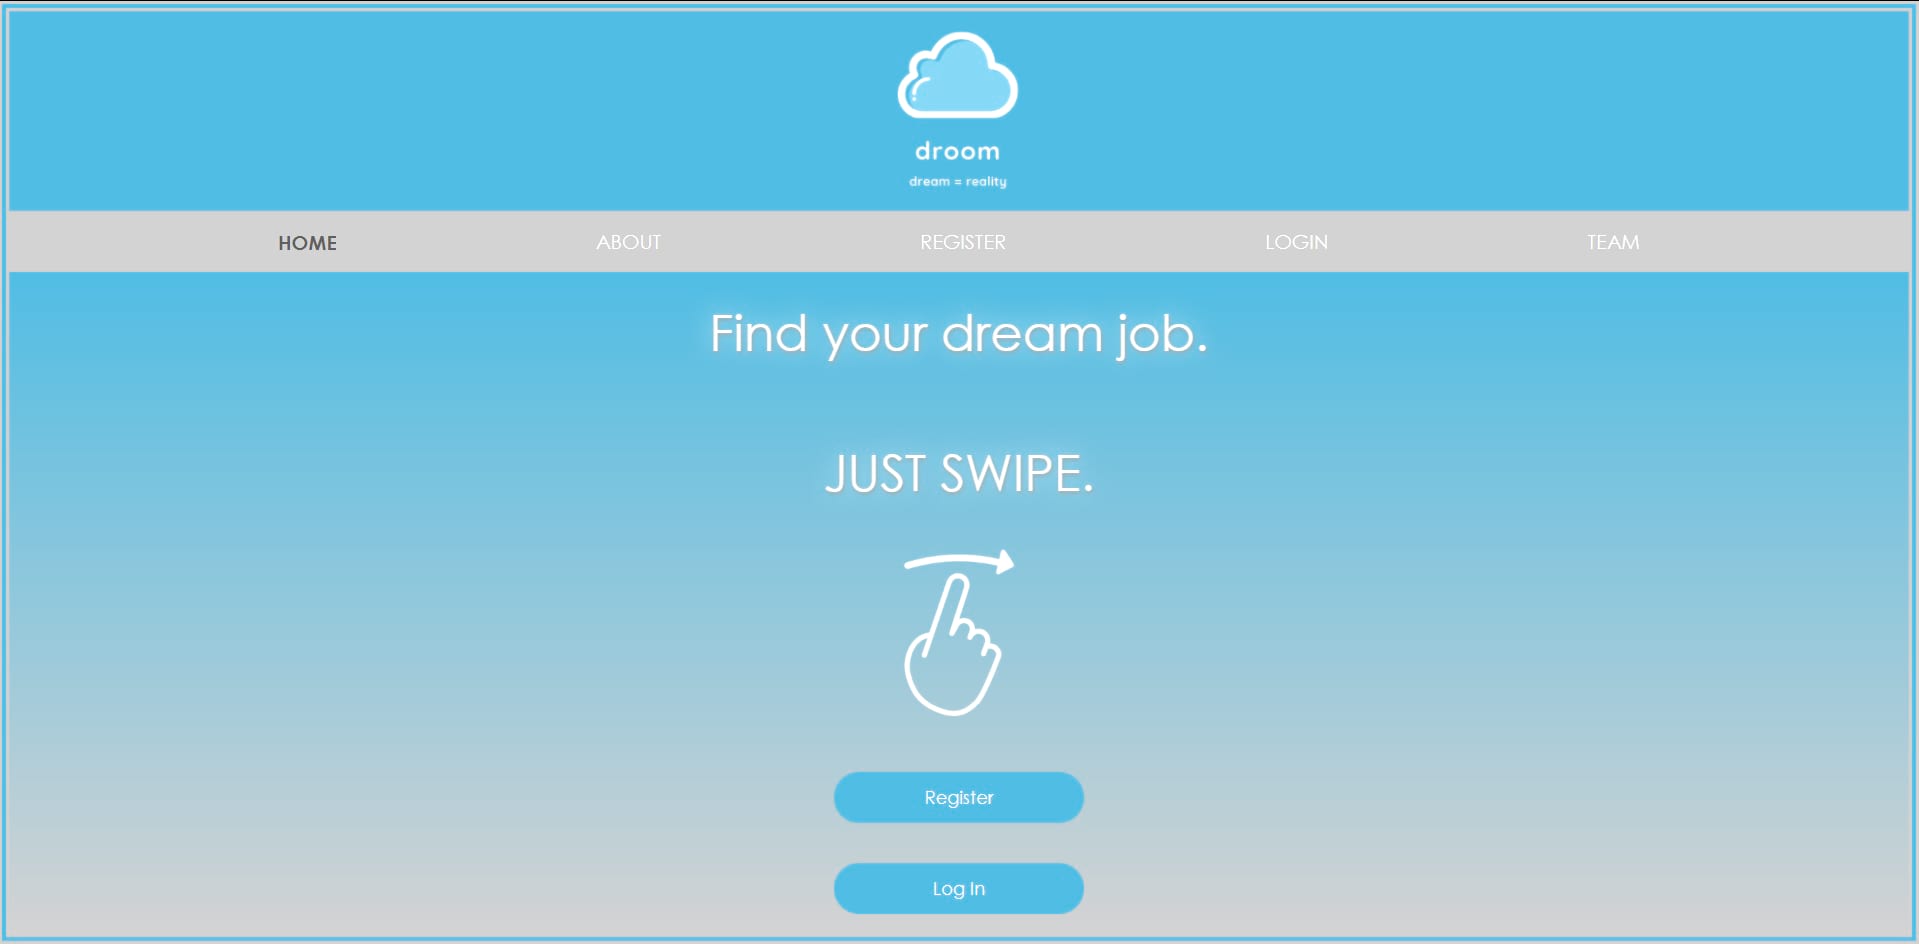 droom
dream = reality
HOME ABOUT REGISTER LOGIN TEAM
Find your dream job.
JUST SWIPE.
Register
Log In